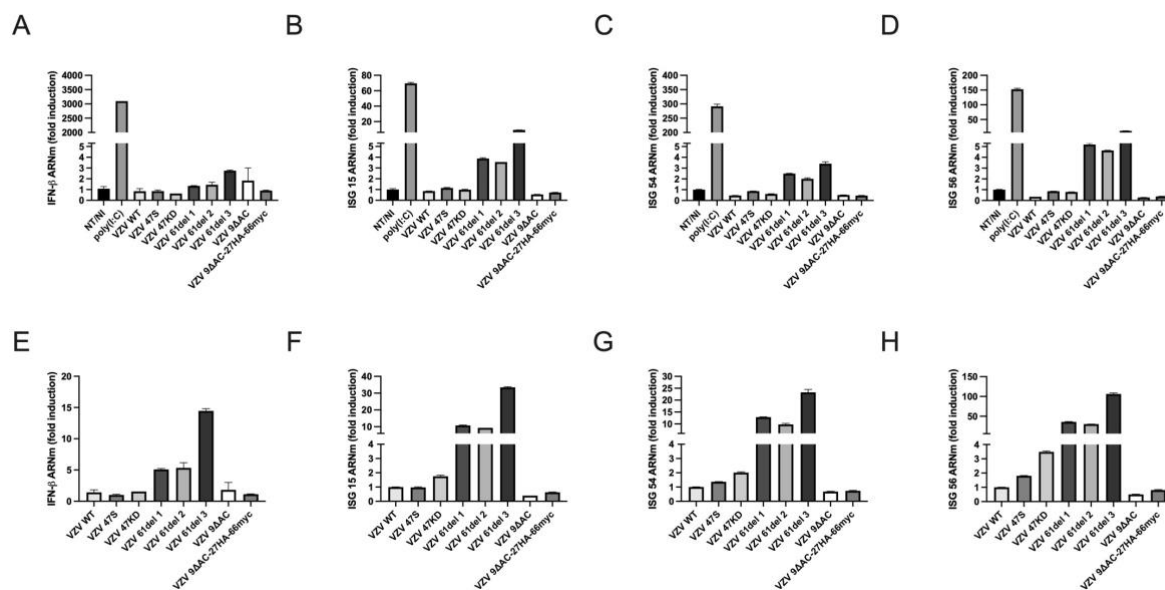 A
IFN-β ARNm (fold induction)
4000
3500
3000
2500
2000
5
4
3
2
1
0
NT/NI
poly(I:C)
VZV WT
VZV 47S
VZV 47KD
VZV 61del 1
VZV 61del 2
VZV 61del 3
VZV 9ΔAC
VZV 9ΔAC-27HA-66myc
B
ISG 15 ARNm (fold induction)
80
60
40
20
5
4
3
2
1
0
NT/NI
poly(I:C)
VZV WT
VZV 47S
VZV 47KD
VZV 61del 1
VZV 61del 2
VZV 61del 3
VZV 9ΔAC
VZV 9ΔAC-27HA-66myc
C
ISG 54 ARNm (fold induction)
400
300
200
100
5
4
3
2
1
0
NT/NI
poly(I:C)
VZV WT
VZV 47S
VZV 47KD
VZV 61del 1
VZV 61del 2
VZV 61del 3
VZV 9ΔAC
VZV 9ΔAC-27HA-66myc
D
ISG 56 ARNm (fold induction)
200
150
100
50
5
4
3
2
1
0
NT/NI
poly(I:C)
VZV WT
VZV 47S
VZV 47KD
VZV 61del 1
VZV 61del 2
VZV 61del 3
VZV 9ΔAC
VZV 9ΔAC-27HA-66myc
E
IFN-β ARNm (fold induction)
20
15
10
5
0
VZV WT
VZV 47S
VZV 47KD
VZV 61del 1
VZV 61del 2
VZV 61del 3
VZV 9ΔAC
VZV 9ΔAC-27HA-66myc
F
ISG 15 ARNm (fold induction)
40
30
20
10
4
3
2
1
0
VZV WT
VZV 47S
VZV 47KD
VZV 61del 1
VZV 61del 2
VZV 61del 3
VZV 9ΔAC
VZV 9ΔAC-27HA-66myc
G
ISG 54 ARNm (fold induction)
30
25
20
15
10
4
3
2
1
0
VZV WT
VZV 47S
VZV 47KD
VZV 61del 1
VZV 61del 2
VZV 61del 3
VZV 9ΔAC
VZV 9ΔAC-27HA-66myc
H
ISG 56 ARNm (fold induction)
150
100
50
4
3
2
1
0
VZV WT
VZV 47S
VZV 47KD
VZV 61del 1
VZV 61del 2
VZV 61del 3
VZV 9ΔAC
VZV 9ΔAC-27HA-66myc